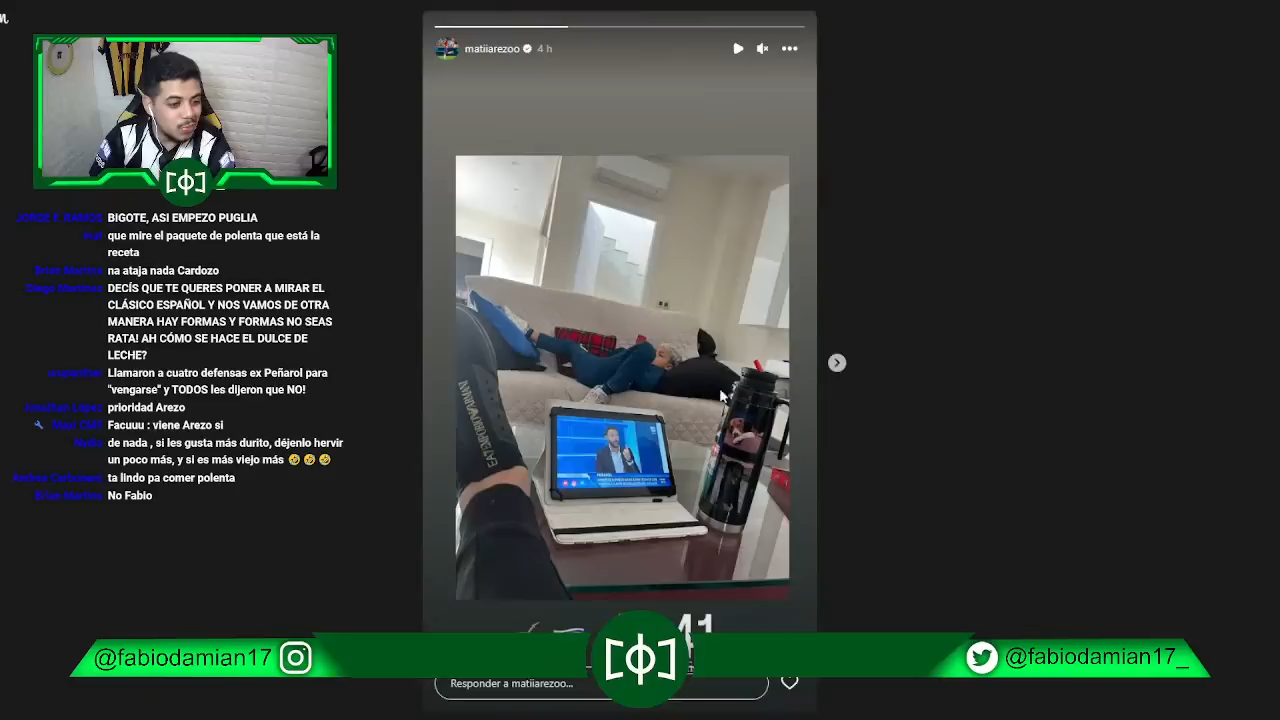 matiiarezoo 4 h
JORGE F. RAMOS BIGOTE, ASI EMPEZO PUGLIA
que mire el paquete de polenta que está la
receta
na ataja nada Cardozo
DECÍS QUE TE QUERES PONER A MIRAR EL
CLÁSICO ESPAÑOL Y NOS VAMOS DE OTRA
MANERA HAY FORMAS Y FORMAS NO SEAS
RATA! AH CÓMO SE HACE EL DULCE DE
LECHE?
Llamaron a cuatro defensas ex Peñarol para
"vengarse" y TODOS les dijeron que NO!
prioridad Arezo
Facuuu : viene Arezo si
de nada , si les gusta más durito, déjenlo hervir
un poco más, y si es más viejo más 🤣 🤣 🤣
ta lindo pa comer polenta
No Fabio
41
@fabiodamian17
@fabiodamian17_
Responder a matiiarezoo...